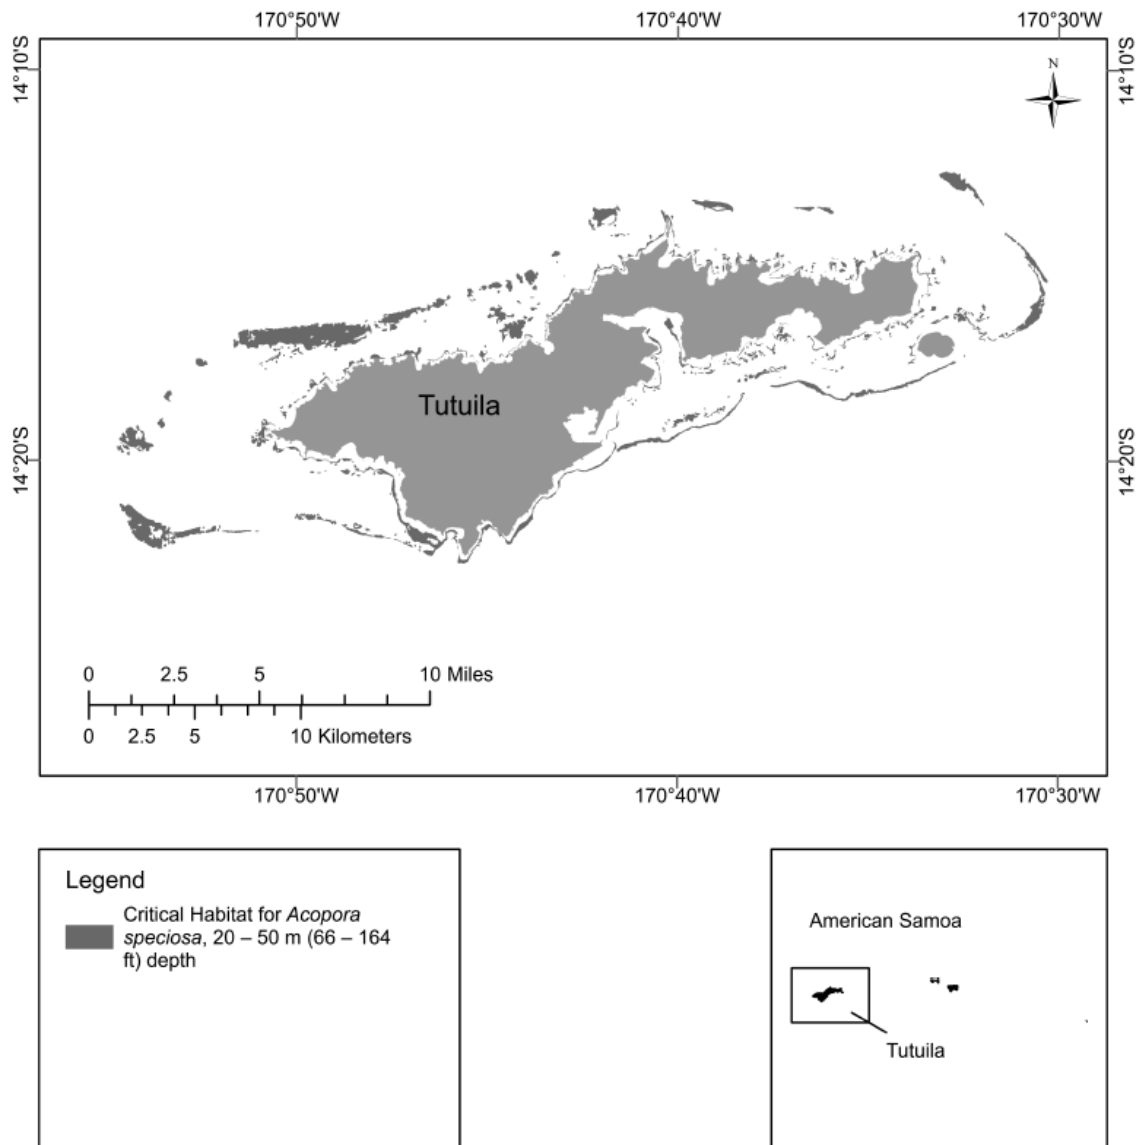 170°50'W 170°40'W 170°30'W
N
14°10'S 14°10'S
Tutuila
14°20'S 14°20'S
0 2.5 5 10 Miles
0 2.5 5 10 Kilometers
170°50'W 170°40'W 170°30'W
Legend
Critical Habitat for Acopora
speciosa, 20 – 50 m (66 – 164
ft) depth
American Samoa
Tutuila